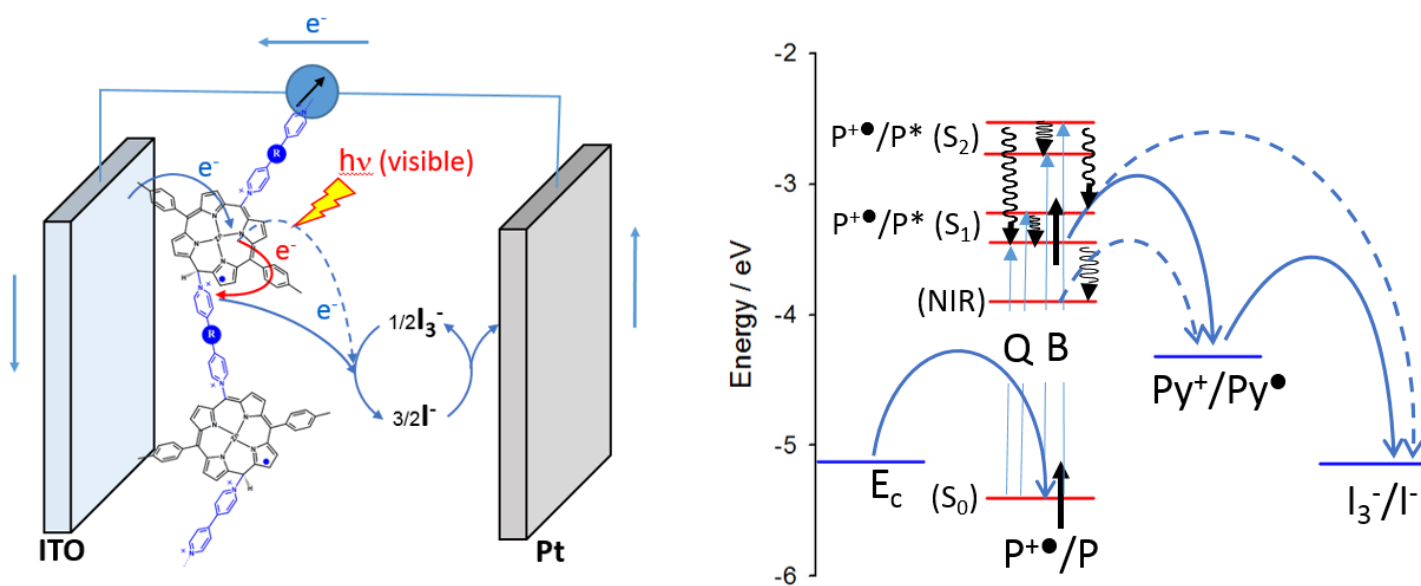 e⁻
R
hν (visible)
e⁻
e⁻
H
R
e⁻
1/2I₃⁻
3/2I⁻
H
ITO
Pt
Energy / eV
-2
-3
-4
-5
-6
P⁺●/P* (S₂)
P⁺●/P* (S₁)
(NIR)
Q B
Py⁺/Py●
E꜀
(S₀)
P⁺●/P
I₃⁻/I⁻